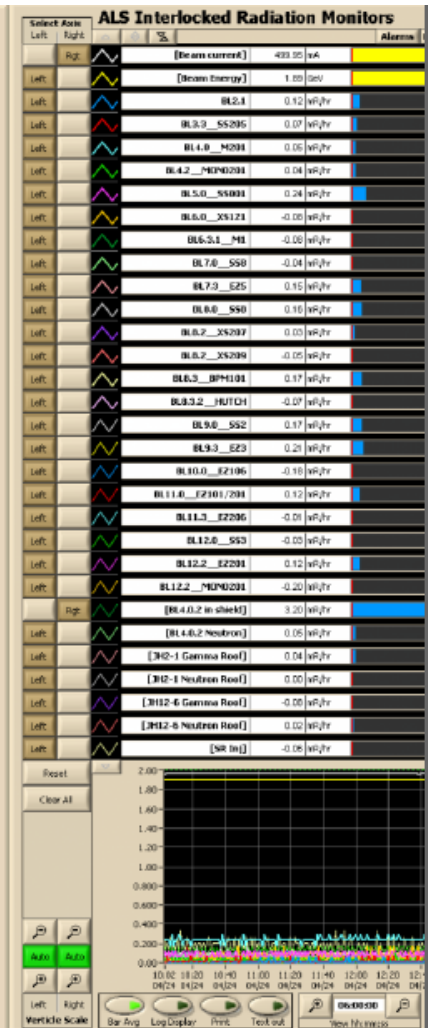 ALS Interlocked Radiation Monitors
Select Axis
Left Right
Alarms
Rgt [Beam current] 499.95 mA
Left [Beam Energy] 1.89 GeV
Left BL2.1 0.12 mR/hr
Left BL3.3__SS205 0.07 mR/hr
Left BL4.0__M201 0.05 mR/hr
Left BL4.2__MONO201 0.04 mR/hr
Left BL5.0__SS001 0.24 mR/hr
Left BL6.0__XS121 -0.08 mR/hr
Left BL6.3.1__M1 -0.08 mR/hr
Left BL7.0__SS8 -0.04 mR/hr
Left BL7.3__EZ5 0.15 mR/hr
Left BL8.0__SS0 0.16 mR/hr
Left BL8.2__XS207 0.03 mR/hr
Left BL8.2__XS209 -0.05 mR/hr
Left BL8.3__BPM101 0.17 mR/hr
Left BL8.3.2__HUTCH -0.07 mR/hr
Left BL9.0__SS2 0.17 mR/hr
Left BL9.3__EZ3 0.21 mR/hr
Left BL10.0__EZ106 -0.18 mR/hr
Left BL11.0__EZ101/201 0.12 mR/hr
Left BL11.3__EZ206 -0.01 mR/hr
Left BL12.0__SS3 -0.03 mR/hr
Left BL12.2__EZ201 0.12 mR/hr
Left BL12.2__MONO201 -0.20 mR/hr
Rgt [BL4.0.2 in shield] 3.20 mR/hr
Left [BL4.0.2 Neutron] 0.05 mR/hr
Left [JH2-1 Gamma Roof] 0.04 mR/hr
Left [JH2-1 Neutron Roof] 0.00 mR/hr
Left [JH12-6 Gamma Roof] -0.08 mR/hr
Left [JH12-6 Neutron Roof] 0.02 mR/hr
Left [SR Inj] -0.06 mR/hr
Reset
Clear All
2.00
1.80
1.60
1.40
1.20
1.00
0.800
0.600
0.400
0.200
0.00
10:02 10:20 10:40 11:00 11:20 11:40 12:00 12:20
04/24 04/24 04/24 04/24 04/24 04/24 04/24 04/24
Auto Auto
Left Right
Verticle Scale
Bar Avg Log Display Print Text out
06:00:00
View hh:mm:ss